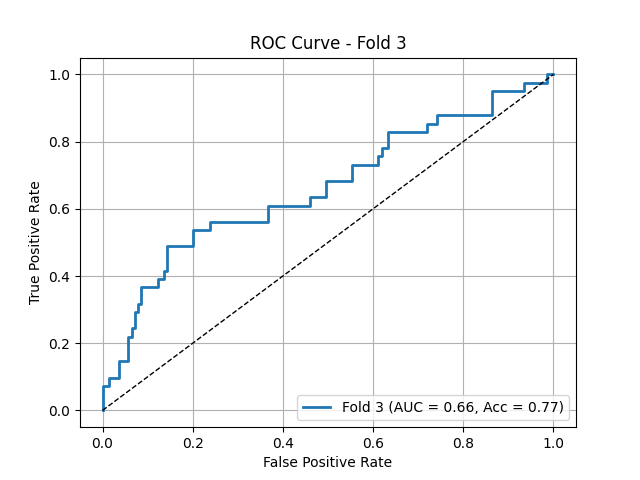 ROC Curve - Fold 3
1.0
0.8
0.6
0.4
0.2
0.0
True Positive Rate
Fold 3 (AUC = 0.66, Acc = 0.77)
0.0 0.2 0.4 0.6 0.8 1.0
False Positive Rate